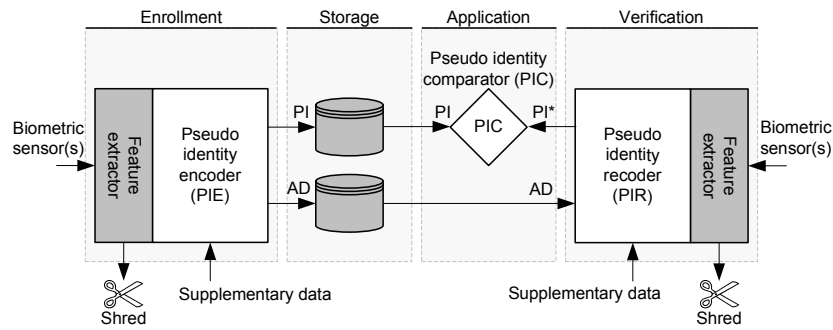 Enrollment
Storage
Application
Verification
Pseudo identity
comparator (PIC)
Biometric
sensor(s)
Feature
extractor
Pseudo
identity
encoder
(PIE)
PI
PI
PIC
PI*
Pseudo
identity
recoder
(PIR)
Feature
extractor
Biometric
sensor(s)
AD
AD
Supplementary data
Supplementary data
Shred
Shred